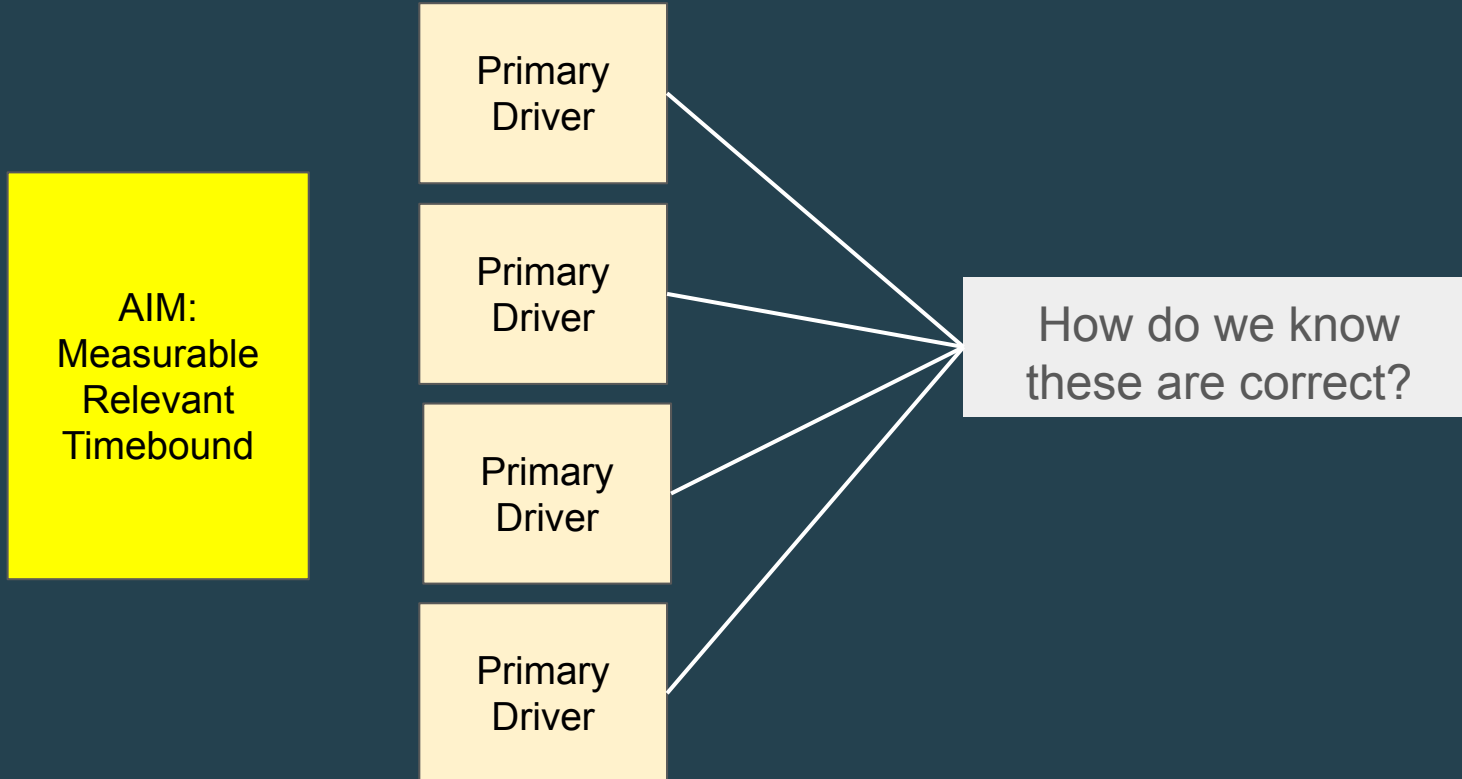 AIM:
Measurable
Relevant
Timebound
Primary
Driver
Primary
Driver
Primary
Driver
Primary
Driver
How do we know
these are correct?